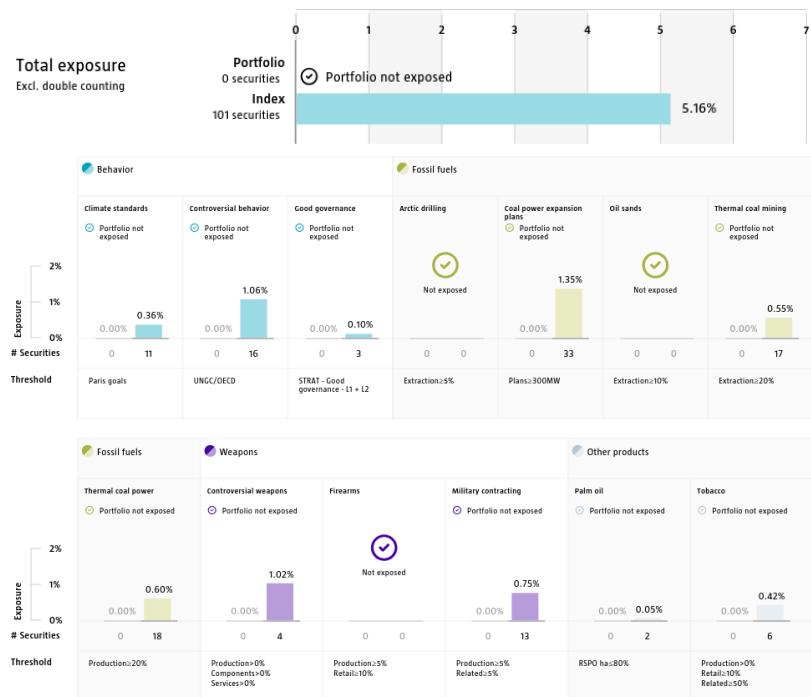 0 1 2 3 4 5 6 7
Total exposure
Excl. double counting
Portfolio
0 securities
Portfolio not exposed
Index
101 securities
5.16%
Behavior
Fossil fuels
Climate standards
Portfolio not
exposed
Controversial behavior
Portfolio not
exposed
Good governance
Portfolio not
exposed
Arctic drilling
Not exposed
Coal power expansion
plans
Portfolio not
exposed
Oil sands
Not exposed
Thermal coal mining
Portfolio not
exposed
Exposure
2%
1%
0%
0.00% 0.36% 0.00% 1.06% 0.00% 0.10% 0.00% 1.35% 0.00% 0.55%
# Securities 0 11 0 16 0 3 0 0 0 33 0 0 0 17
Threshold
Paris goals
UNGC/OECD
STRAT - Good
governance - L1 + L2
Extraction≥5%
Plans≥300MW
Extraction≥10%
Extraction≥20%
Fossil fuels
Weapons
Other products
Thermal coal power
Portfolio not exposed
Controversial weapons
Portfolio not exposed
Firearms
Not exposed
Military contracting
Portfolio not exposed
Palm oil
Portfolio not exposed
Tobacco
Portfolio not exposed
Exposure
2%
1%
0%
0.00% 0.60% 0.00% 1.02% 0.00% 0.75% 0.00% 0.05% 0.00% 0.42%
# Securities 0 18 0 4 0 0 0 13 0 2 0 6
Threshold
Production≥20%
Production>0%
Components>0%
Services>0%
Production≥5%
Retail≥10%
Production≥5%
Related≥5%
RSPO ha≤80%
Production>0%
Retail≥10%
Related≥50%